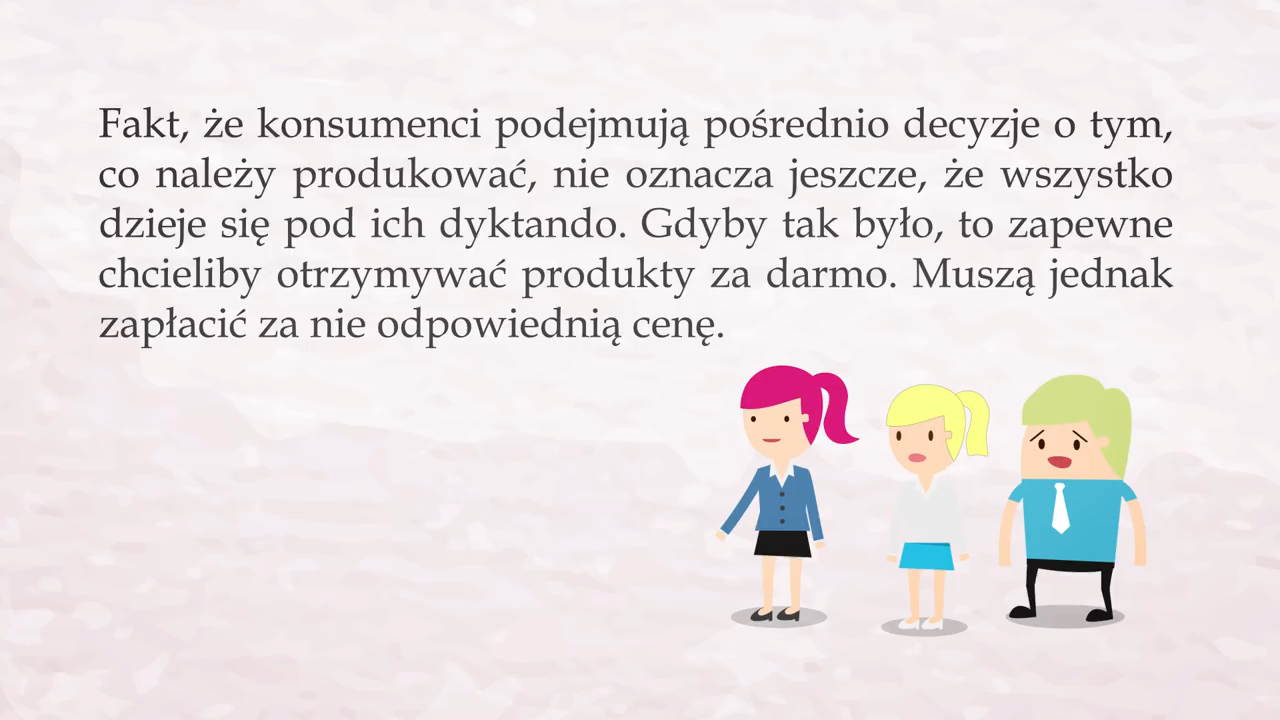 Fakt, że konsumenci podejmują pośrednio decyzje o tym,
co należy produkować, nie oznacza jeszcze, że wszystko
dzieje się pod ich dyktando. Gdyby tak było, to zapewne
chcieliby otrzymywać produkty za darmo. Muszą jednak
zapłacić za nie odpowiednią cenę.